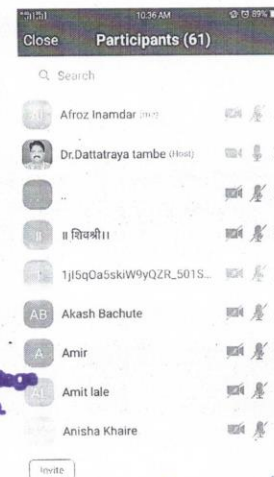 10:36 AM 89%
Close Participants (61)
Search
Afroz Inamdar
Dr.Dattatraya tambe (Host)
..
॥ शिवश्री।।
AB Akash Bachute
A Amir
AL Amit lale
Anisha Khaire
Invite